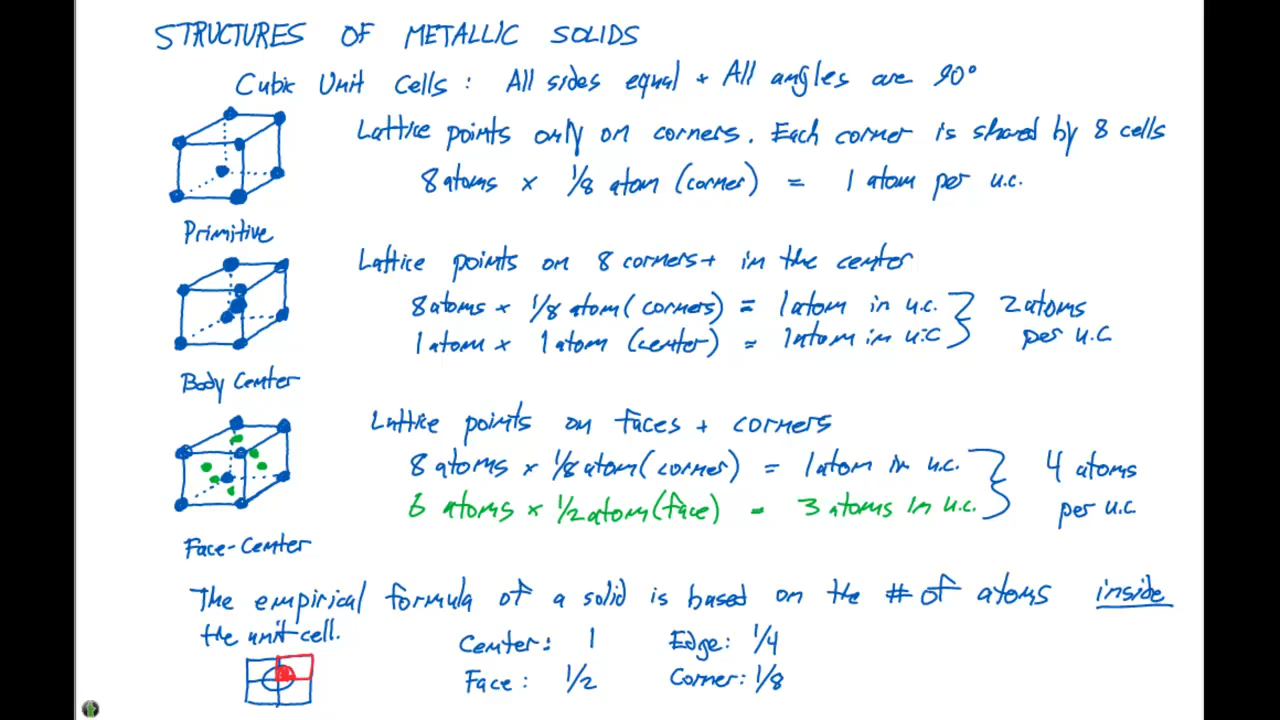 STRUCTURES OF METALLIC SOLIDS
Cubic Unit Cells: All sides equal + All angles are 90°
Lattice points only on corners. Each corner is shared by 8 cells
8 atoms x 1/8 atom (corner) = 1 atom per u.c.
Primitive
Lattice points on 8 corners + in the center
8 atoms x 1/8 atom (corners) = 1 atom in u.c. } 2 atoms
1 atom x 1 atom (center) = 1 atom in u.c } per u.c
Body Center
Lattice points on faces + corners
8 atoms x 1/8 atom (corner) = 1 atom in u.c. } 4 atoms
6 atoms x 1/2 atom (face) = 3 atoms in u.c. } per u.c
Face-Center
The empirical formula of a solid is based on the # of atoms inside
the unit cell.
Center: 1 Edge: 1/4
Face: 1/2 Corner: 1/8